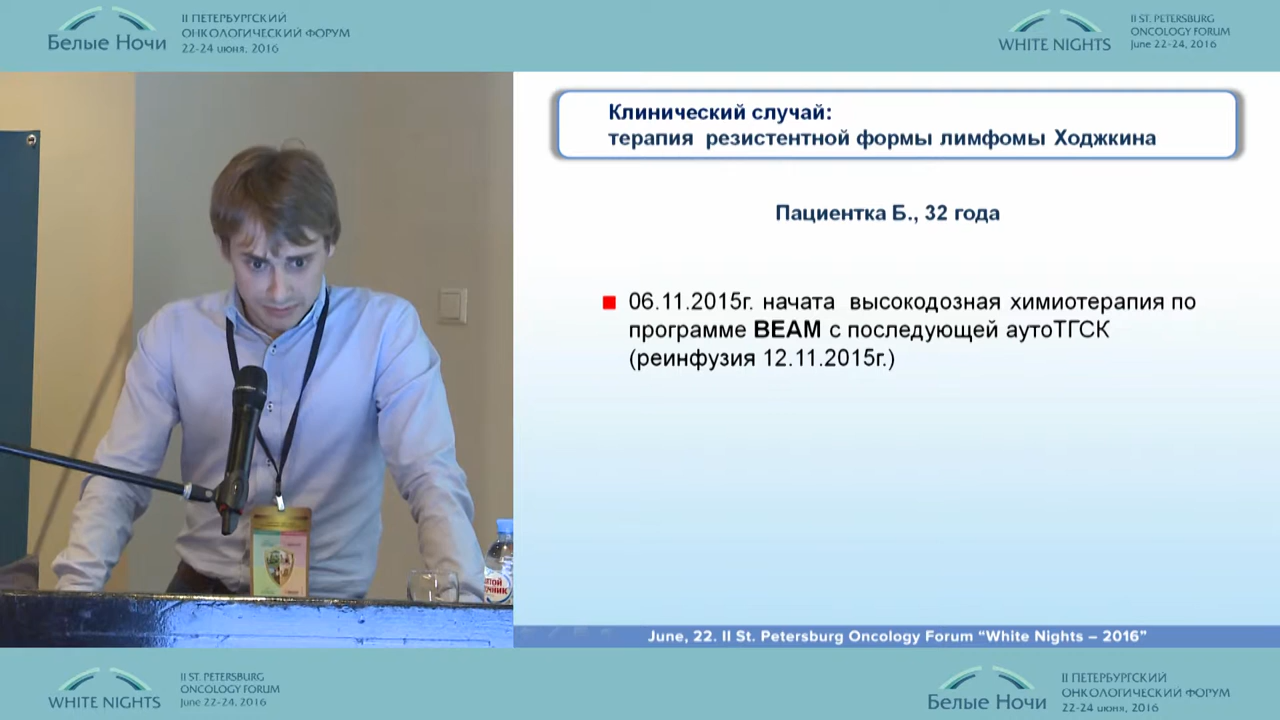 Белые Ночи
II ПЕТЕРБУРГСКИЙ
ОНКОЛОГИЧЕСКИЙ ФОРУМ
22-24 июня, 2016
WHITE NIGHTS
II ST. PETERSBURG
ONCOLOGY FORUM
June 22-24, 2016
Клинический случай:
терапия резистентной формы лимфомы Ходжкина
Пациентка Б., 32 года
06.11.2015г. начата высокодозная химиотерапия по
программе BEAM с последующей аутоТГСК
(реинфузия 12.11.2015г.)
June, 22. II St. Petersburg Oncology Forum “White Nights – 2016”
WHITE NIGHTS
II ST. PETERSBURG
ONCOLOGY FORUM
June 22-24, 2016
Белые Ночи
II ПЕТЕРБУРГСКИЙ
ОНКОЛОГИЧЕСКИЙ ФОРУМ
22-24 июня, 2016